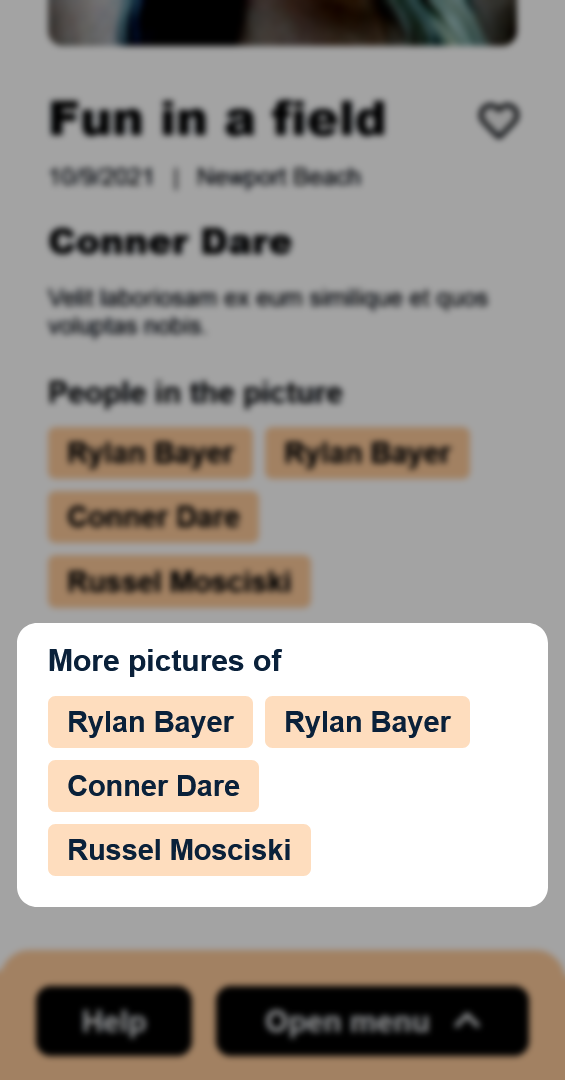 Fun in a field
10/9/2021 | Newport Beach
Conner Dare
Velit laboriosam ex eum similique et quos
voluptas nobis.
People in the picture
Rylan Bayer Rylan Bayer
Conner Dare
Russel Mosciski
More pictures of
Rylan Bayer Rylan Bayer
Conner Dare
Russel Mosciski
Help Open menu